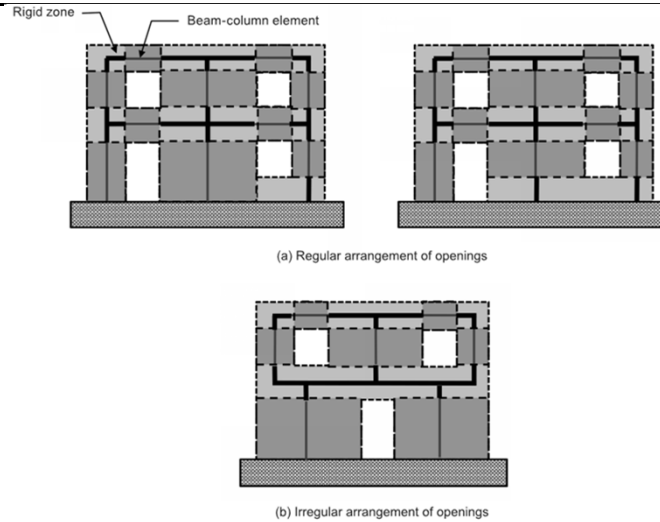 Rigid zone
Beam-column element
(a) Regular arrangement of openings
(b) Irregular arrangement of openings